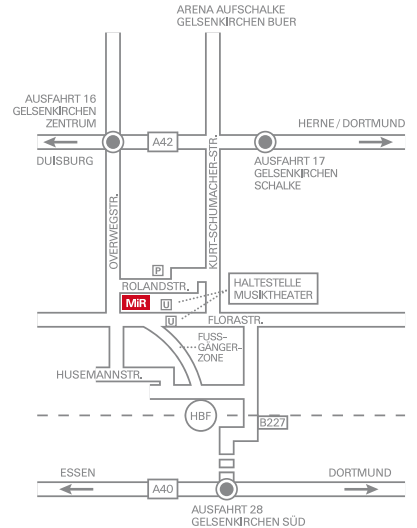 ARENA AUFSCHALKE
GELSENKIRCHEN BUER
AUSFAHRT 16
GELSENKIRCHEN
ZENTRUM
A42
HERNE / DORTMUND
DUISBURG
AUSFAHRT 17
GELSENKIRCHEN
SCHALKE
OVERWEGSTR.
KURT-SCHUMACHER-STR.
P
ROLANDSTR.
HALTESTELLE
MUSIKTHEATER
MiR
U
U
FLORASTR.
FUSS-
GÄNGER-
ZONE
HUSEMANNSTR.
HBF
B227
ESSEN
A40
DORTMUND
AUSFAHRT 28
GELSENKIRCHEN SÜD